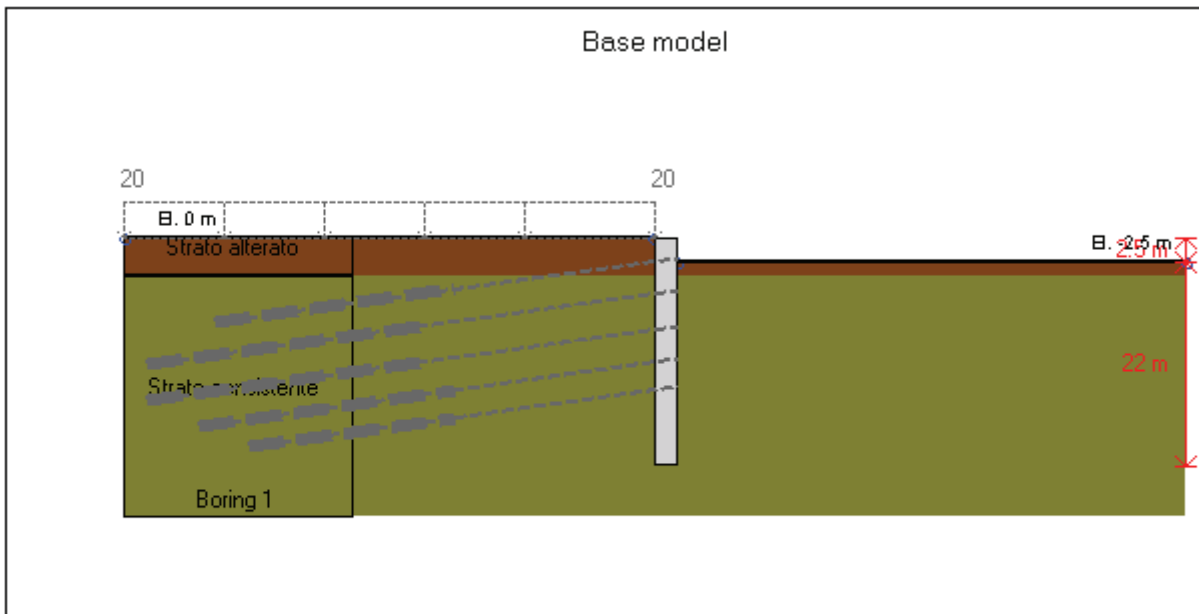 Base model
20
20
El. 0 m
Strato alterato
El. -2.5 m
2.5 m
22 m
Strato consistente
Boring 1